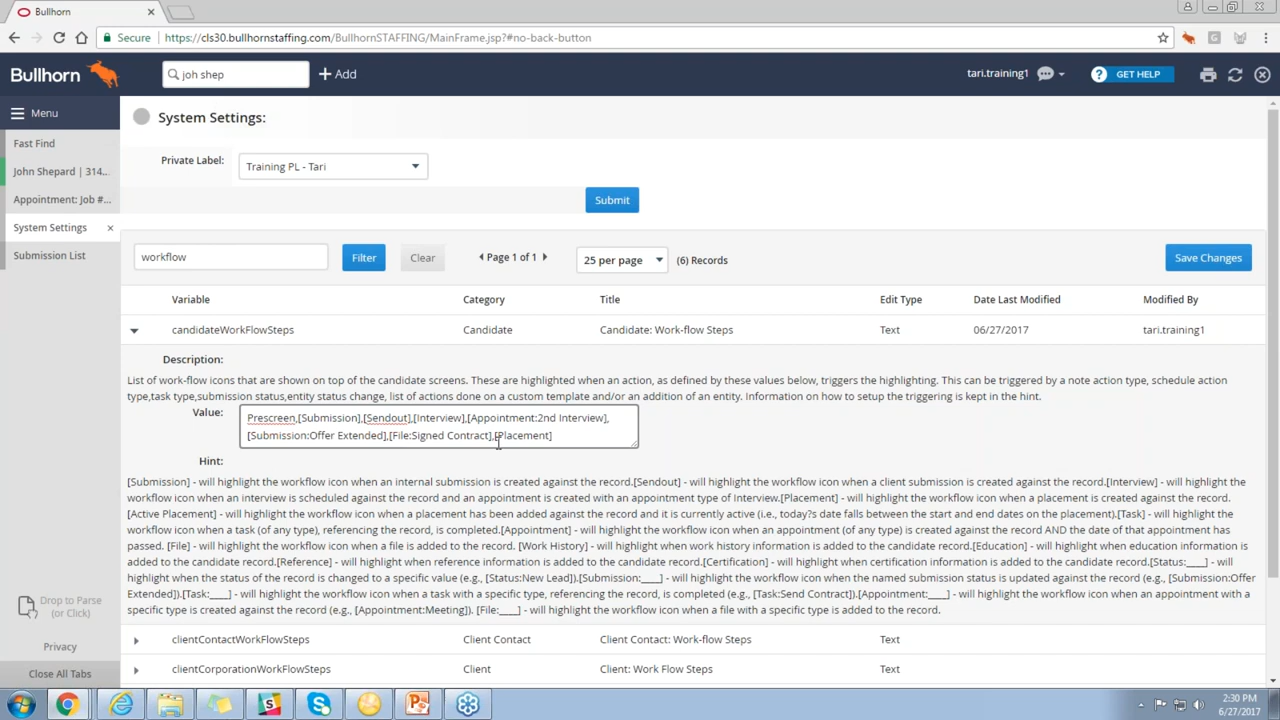 Bullhorn
Secure https://cls30.bullhornstaffing.com/BullhornSTAFFING/MainFrame.jsp?#no-back-button
Bullhorn joh shep Add tari.training1 GET HELP
Menu
Fast Find
John Shepard | 314...
Appointment: Job #...
System Settings
Submission List
Drop to Parse
(or Click)
Privacy
Close All Tabs
System Settings:
Private Label: Training PL - Tari
Submit
workflow Filter Clear Page 1 of 1 25 per page (6) Records Save Changes
Variable Category Title Edit Type Date Last Modified Modified By
candidateWorkFlowSteps Candidate Candidate: Work-flow Steps Text 06/27/2017 tari.training1
Description:
List of work-flow icons that are shown on top of the candidate screens. These are highlighted when an action, as defined by these values below, triggers the highlighting. This can be triggered by a note action type, schedule action
type,task type,submission status,entity status change, list of actions done on a custom template and/or an addition of an entity. Information on how to setup the triggering is kept in the hint.
Value: Prescreen,[Submission],[Sendout],[Interview],[Appointment:2nd Interview],
[Submission:Offer Extended],[File:Signed Contract],[Placement]
Hint:
[Submission] - will highlight the workflow icon when an internal submission is created against the record.[Sendout] - will highlight the workflow icon when a client submission is created against the record.[Interview] - will highlight the
workflow icon when an interview is scheduled against the record and an appointment is created with an appointment type of Interview.[Placement] - will highlight the workflow icon when a placement is created against the record.
[Active Placement] - will highlight the workflow icon when a placement has been added against the record and it is currently active (i.e., today?s date falls between the start and end dates on the placement).[Task] - will highlight the
workflow icon when a task (of any type), referencing the record, is completed.[Appointment] - will highlight the workflow icon when an appointment (of any type) is created against the record AND the date of that appointment has
passed. [File] - will highlight the workflow icon when a file is added to the record. [Work History] - will highlight when work history information is added to the candidate record.[Education] - will highlight when education information is
added to the candidate record.[Reference] - will highlight when reference information is added to the candidate record.[Certification] - will highlight when certification information is added to the candidate record.[Status:____] - will
highlight when the status of the record is changed to a specific value (e.g., [Status:New Lead]).[Submission:____] - will highlight the workflow icon when the named submission status is updated against the record (e.g., [Submission:Offer
Extended]).[Task:____] - will highlight the workflow icon when a task with a specific type, referencing the record, is completed (e.g., [Task:Send Contract]).[Appointment:____] - will highlight the workflow icon when an appointment with a
specific type is created against the record (e.g., [Appointment:Meeting]). [File:____] - will highlight the workflow icon when a file with a acific type is added to the record.
clientContactWorkFlowSteps Client Contact Client Contact: Work-flow Steps Text
clientCorporationWorkFlowSteps Client Client: Work Flow Steps Text
2:30 PM
6/27/2017